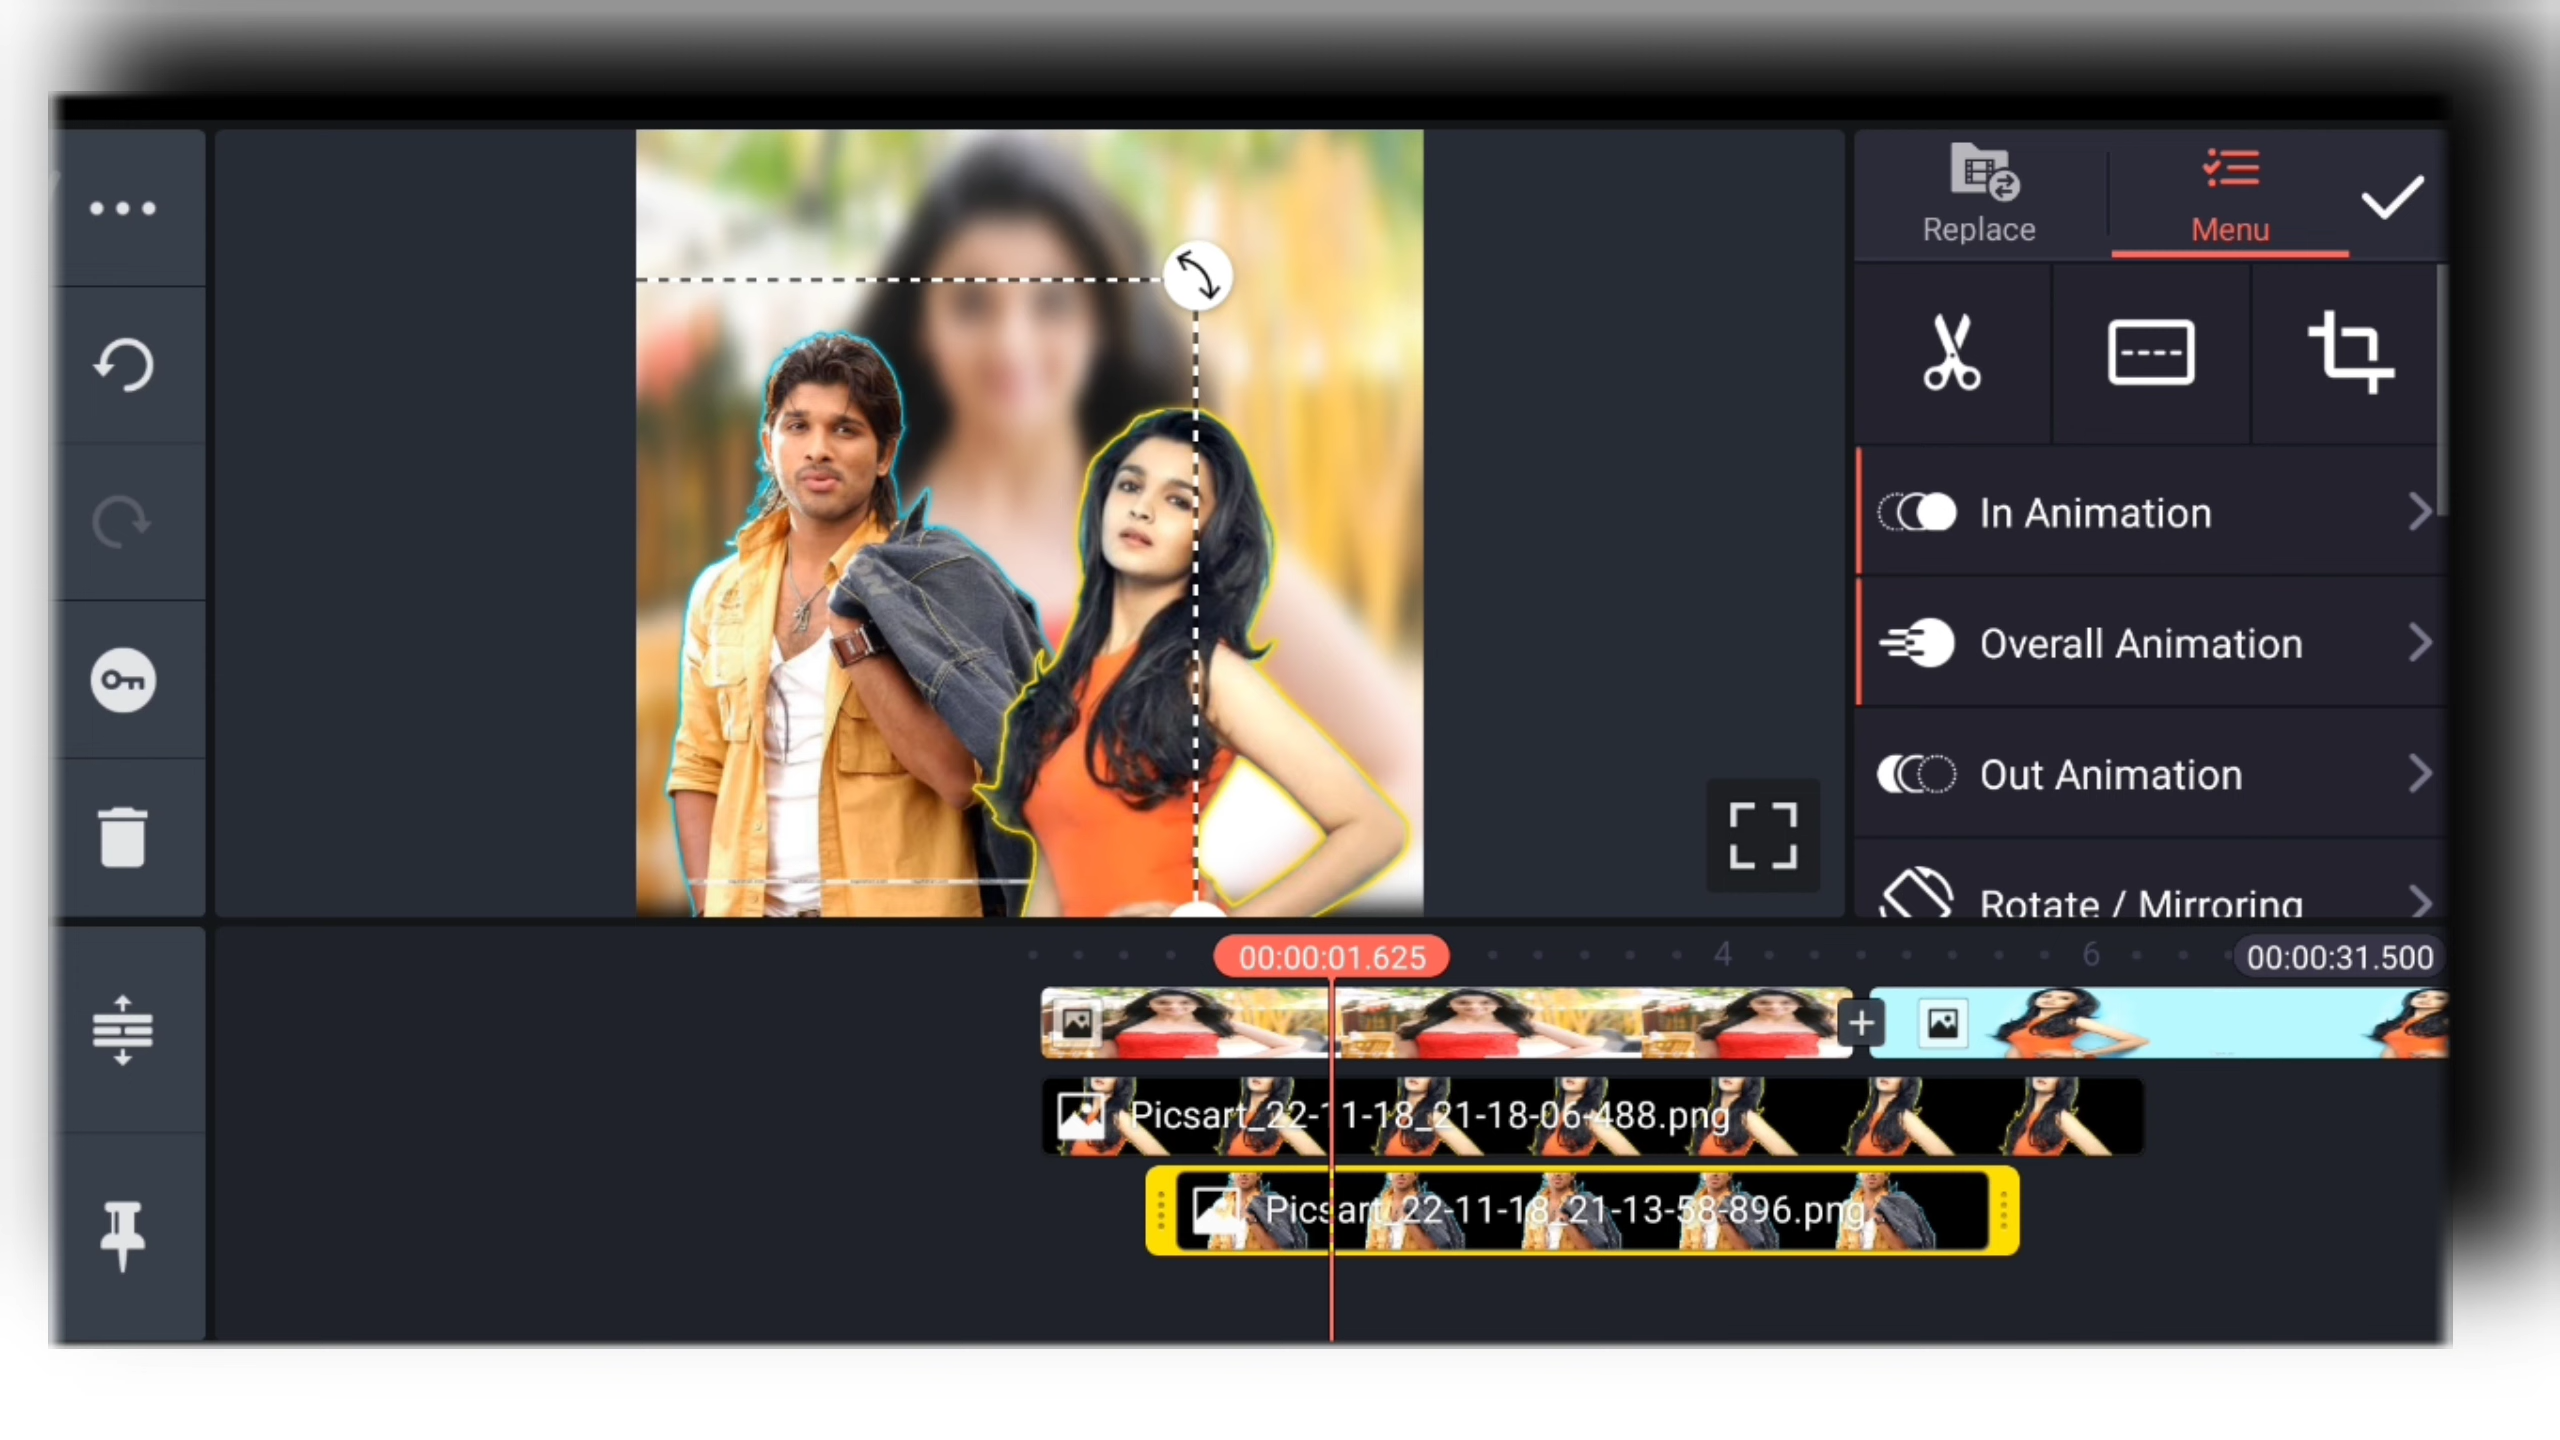 Replace
Menu
In Animation
Overall Animation
Out Animation
Rotate / Mirroring
00:00:01.625
4
6
00:00:31.500
Picsart_22-11-18_21-18-06-488.png
Picsart_22-11-18_21-13-58-896.png